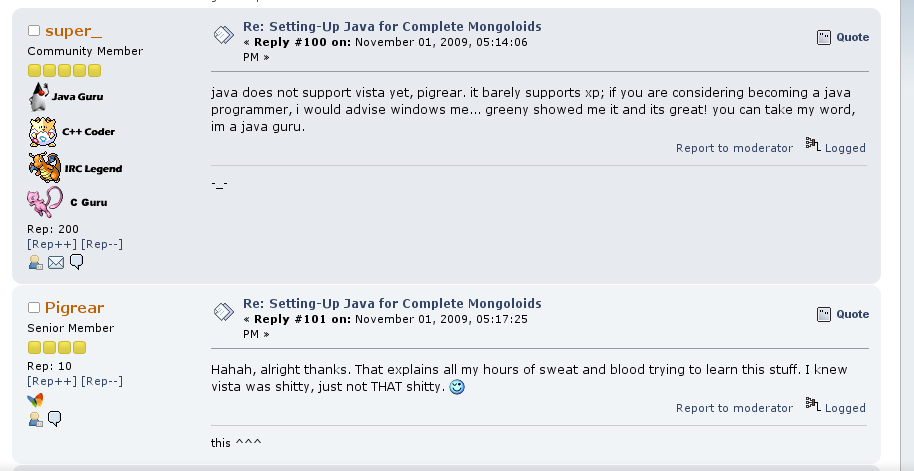 super_
Community Member
Java Guru
C++ Coder
IRC Legend
C Guru
Rep: 200
[Rep++] [Rep--]
Re: Setting-Up Java for Complete Mongoloids
« Reply #100 on: November 01, 2009, 05:14:06
PM »
Quote
java does not support vista yet, pigrear. it barely supports xp; if you are considering becoming a java
programmer, i would advise windows me... greeny showed me it and its great! you can take my word,
im a java guru.
Report to moderator Logged
-_-
Pigrear
Senior Member
Rep: 10
[Rep++] [Rep--]
Re: Setting-Up Java for Complete Mongoloids
« Reply #101 on: November 01, 2009, 05:17:25
PM »
Quote
Hahah, alright thanks. That explains all my hours of sweat and blood trying to learn this stuff. I knew
vista was shitty, just not THAT shitty.
Report to moderator Logged
this ^^^